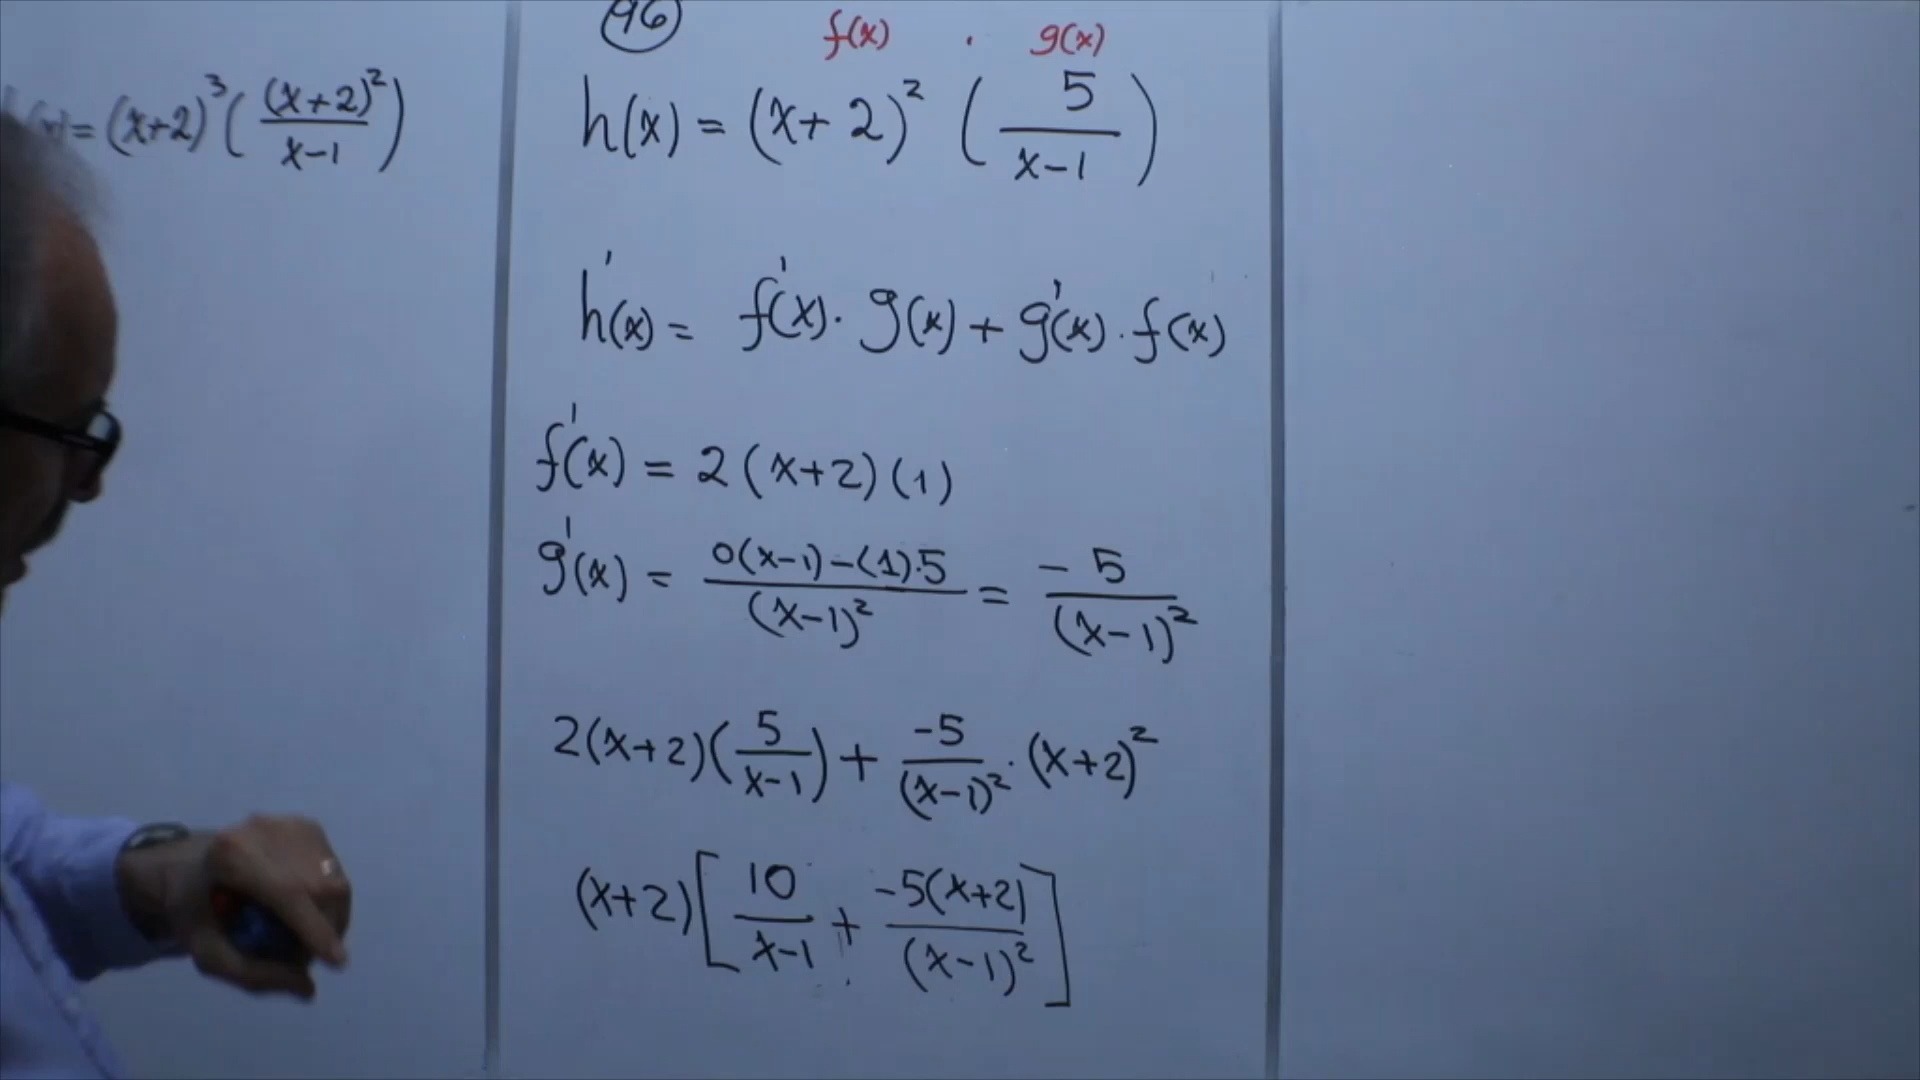 (x) = (x+2)³ ( (x+2)² / x-1 )
96
f(x) · g(x)
h(x) = (x+2)² ( 5 / x-1 )
h'(x) = f'(x) · g(x) + g'(x) · f(x)
f'(x) = 2 (x+2) (1)
g'(x) = 0(x-1) - (1)·5 / (x-1)² = - 5 / (x-1)²
2(x+2)( 5 / x-1 ) + -5 / (x-1)² · (x+2)²
(x+2)[ 10 / x-1 + -5(x+2) / (x-1)² ]